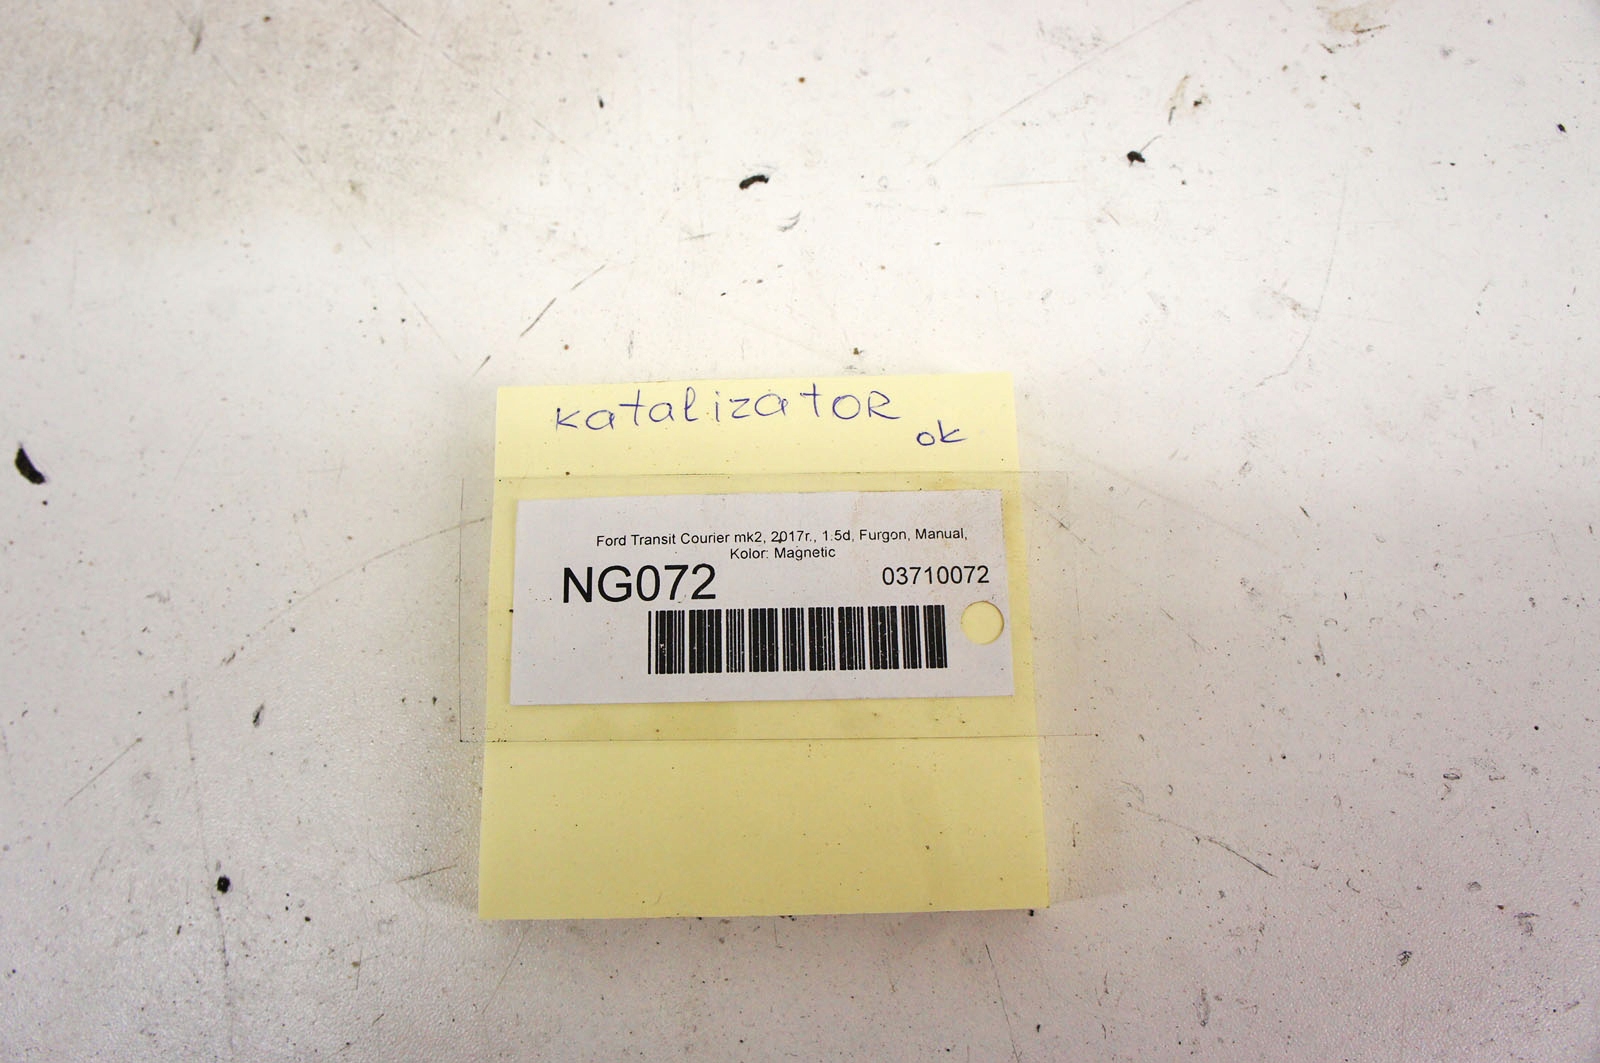 katalizatOR
ok
Ford Transit Courier mk2, 2017r., 1.5d, Furgon, Manual,
Kolor: Magnetic
NG072
03710072